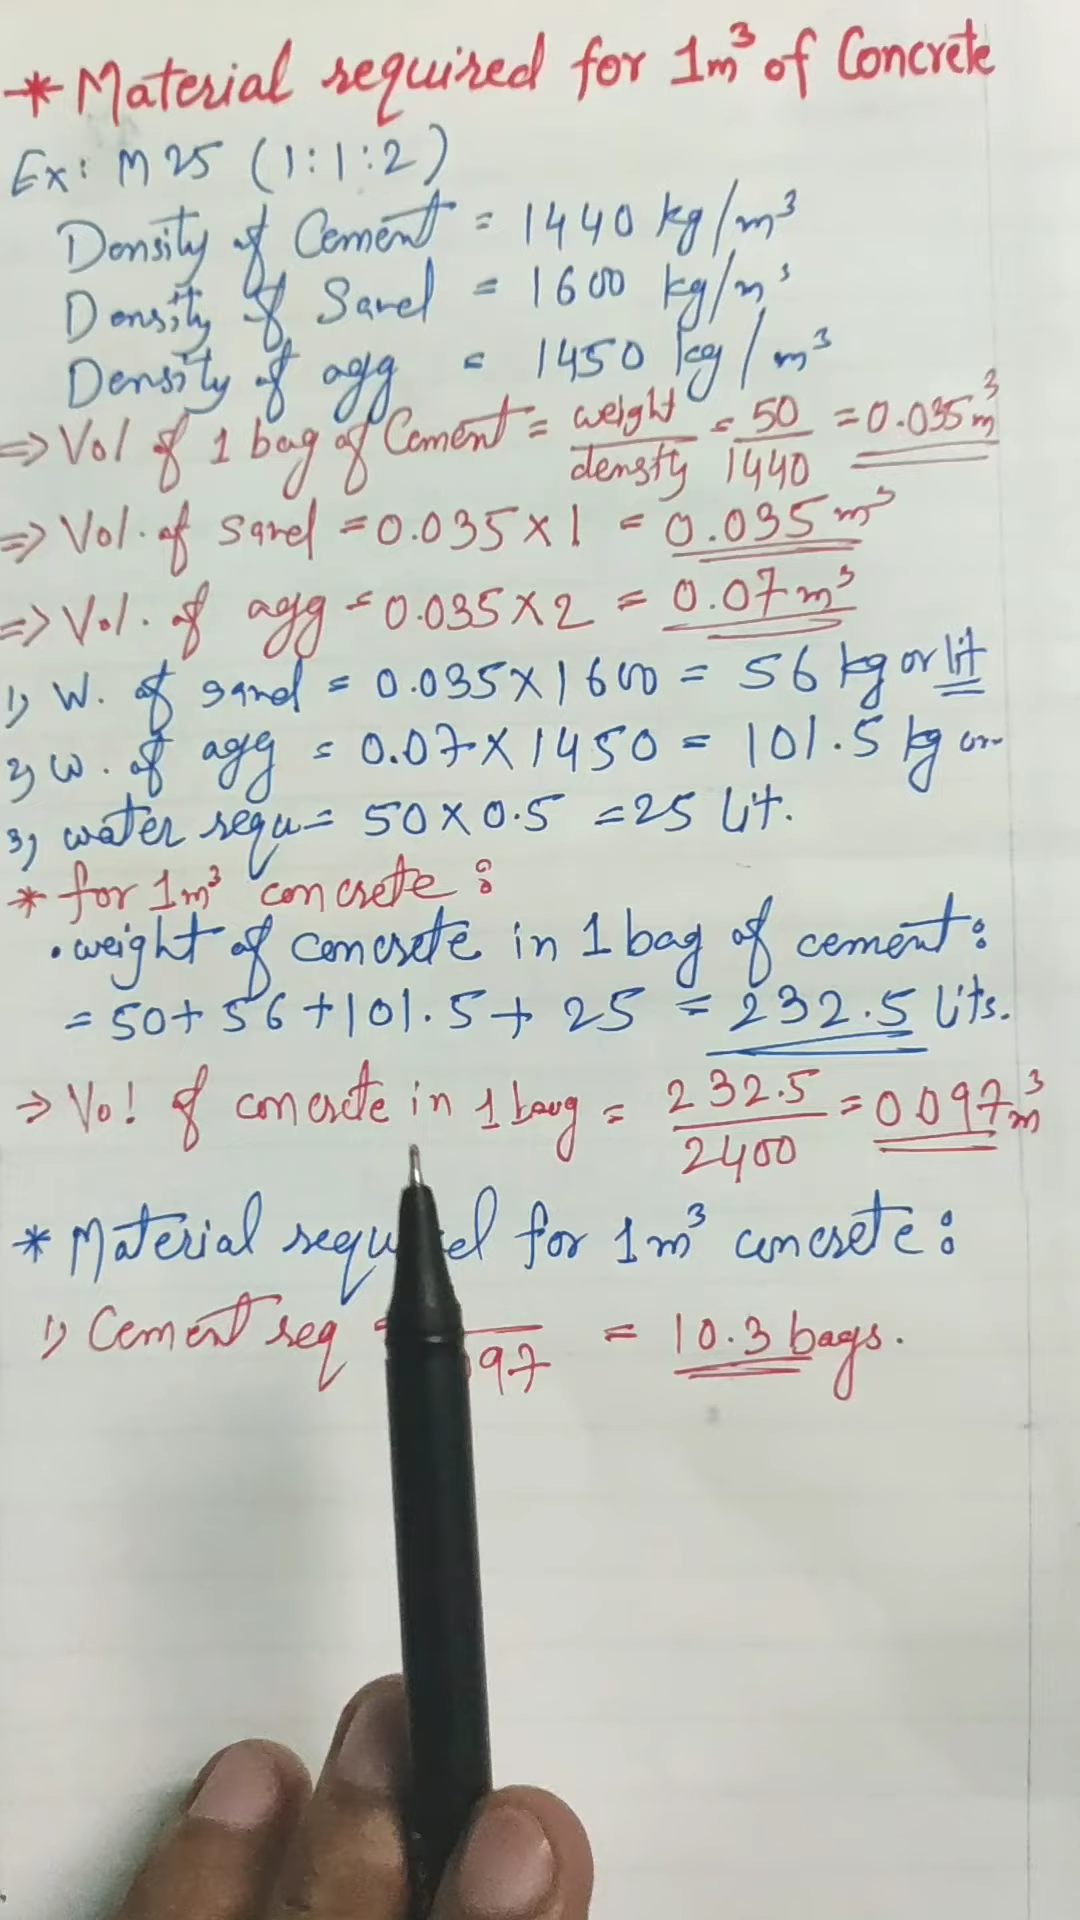 * Material required for 1m³ of Concrete
Ex: M25 (1:1:2)
Density of Cement = 1440 kg/m³
Density of Sand = 1600 kg/m³
Density of agg = 1450 kg/m³
⇒ Vol of 1 bag of Cement = weight/density = 50/1440 = 0.035 m³
⇒ Vol. of sand = 0.035 × 1 = 0.035 m³
⇒ Vol. of agg = 0.035 × 2 = 0.07 m³
1) W. of sand = 0.035 × 1600 = 56 kg or lit
2) W. of agg = 0.07 × 1450 = 101.5 kg or
3) water requ = 50 × 0.5 = 25 Lit.
* for 1m³ concrete :
• weight of concrete in 1 bag of cement :
= 50 + 56 + 101.5 + 25 = 232.5 Lits.
⇒ Vol of concrete in 1 bag = 232.5/2400 = 0.097 m³
* Material required for 1m³ concrete :
1) Cement req = 97 = 10.3 bags.